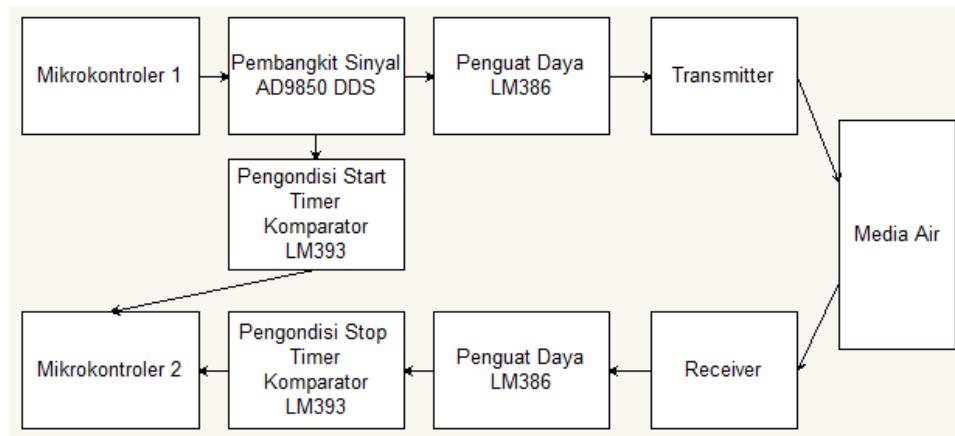 Mikrokontroler 1
Pembangkit Sinyal
AD9850 DDS
Penguat Daya
LM386
Transmitter
Pengondisi Start
Timer
Komparator
LM393
Media Air
Mikrokontroler 2
Pengondisi Stop
Timer
Komparator
LM393
Penguat Daya
LM386
Receiver